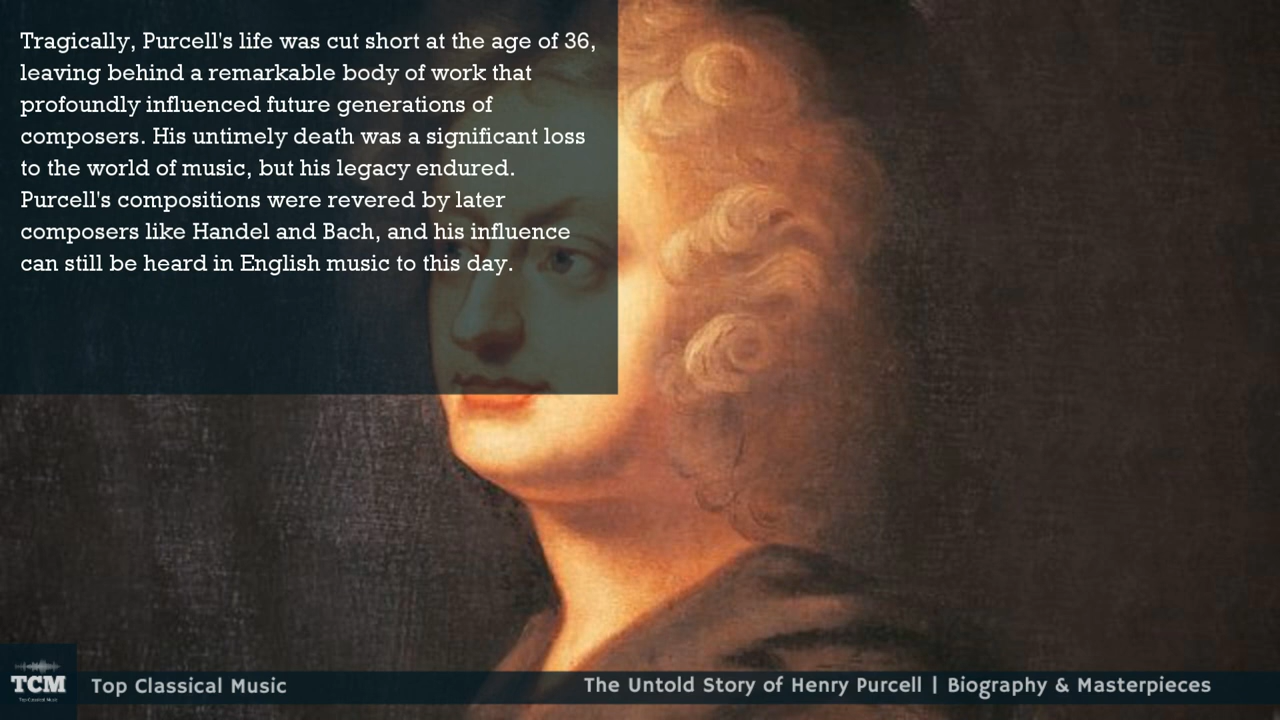 Tragically, Purcell's life was cut short at the age of 36,
leaving behind a remarkable body of work that
profoundly influenced future generations of
composers. His untimely death was a significant loss
to the world of music, but his legacy endured.
Purcell's compositions were revered by later
composers like Handel and Bach, and his influence
can still be heard in English music to this day.
TCM
Top Classical Music
Top Classical Music
The Untold Story of Henry Purcell | Biography & Masterpieces